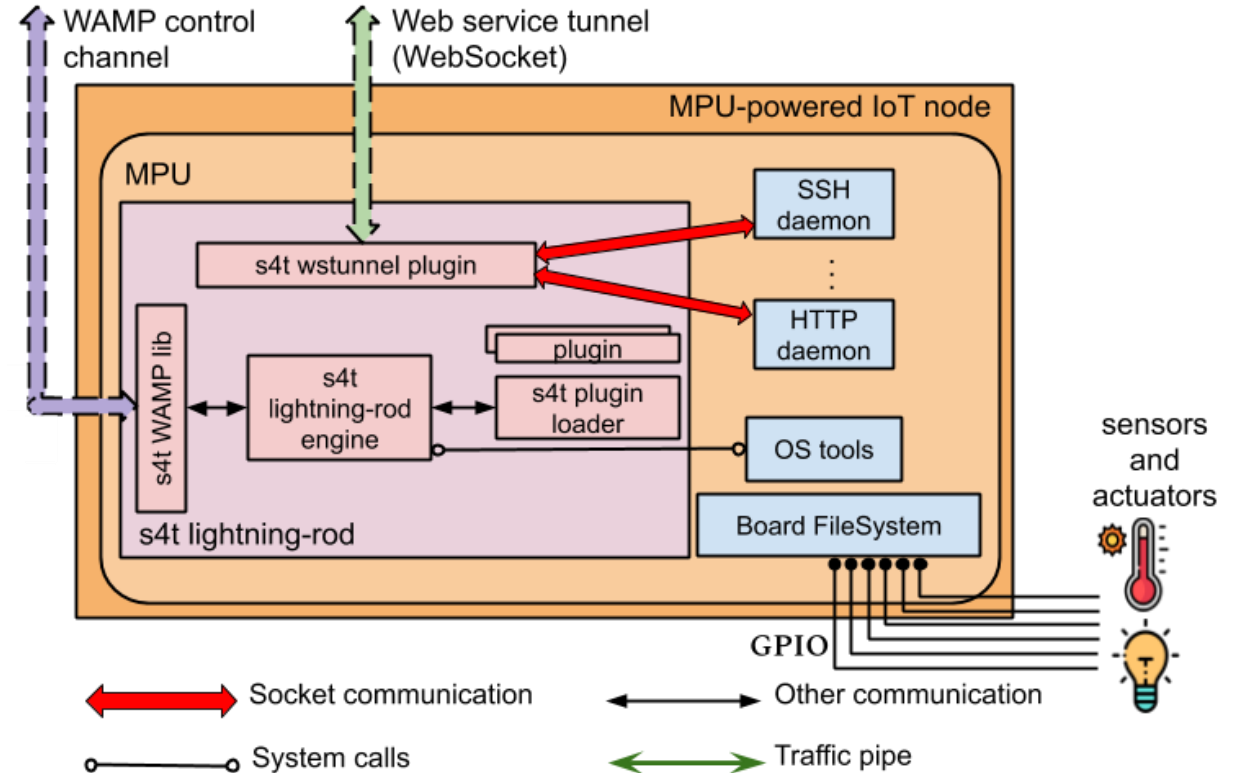 WAMP control
channel
Web service tunnel
(WebSocket)
MPU-powered IoT node
MPU
SSH
daemon
s4t wstunnel plugin
HTTP
daemon
s4t WAMP lib
plugin
s4t
lightning-rod
engine
s4t plugin
loader
OS tools
sensors
and
actuators
s4t lightning-rod
Board FileSystem
GPIO
Socket communication
Other communication
System calls
Traffic pipe